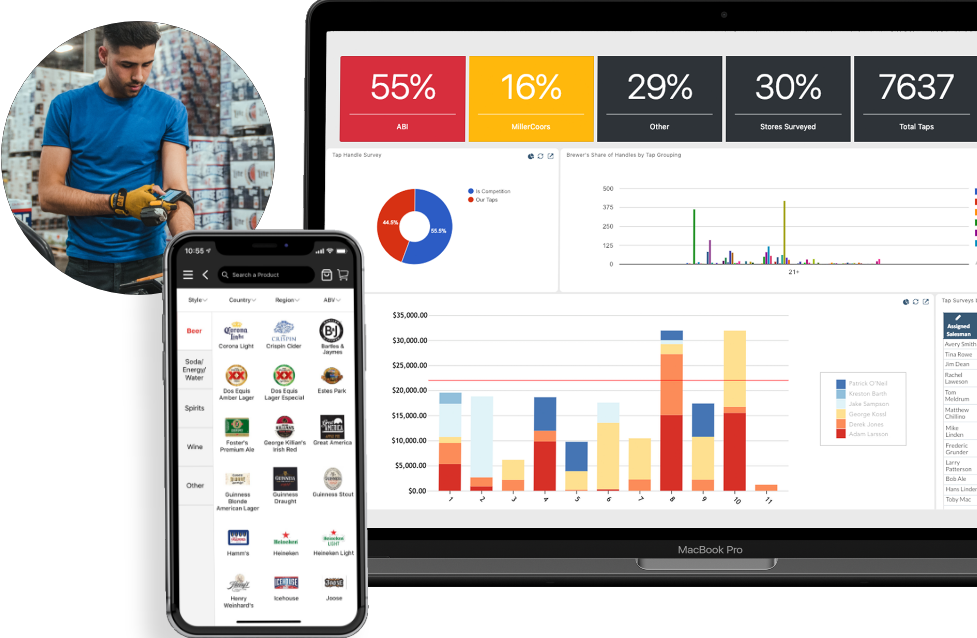 55%
ABI
16%
MillerCoors
29%
Other
30%
Stores Surveyed
7637
Total Taps
Tap Handle Survey
Is Competition
Our Taps
44.5%
55.5%
Brewer's Share of Handles by Tap Grouping
500
375
250
125
0
21+
$35,000.00
$30,000.00
$25,000.00
$20,000.00
$15,000.00
$10,000.00
$5,000.00
$0.00
1 2 3 4 5 6 7 8 9 10 11
Patrick O'Neil
Kieston Barth
Jake Sampson
George Kood
Derek Jones
Adam Larsson
Tap Surveys
Assigned
Salesman
Avery Smith
Tina Rowe
Jim Dean
Rachel
Laweson
Tom
Meldrum
Matthew
Chillino
Mike
Linden
Frederic
Grunder
Larry
Patterson
Bob Ale
Hans Linder
Toby Mac
MacBook Pro
10:55
Search a Product
Style Country Region ABV
Beer
Soda/
Energy/
Water
Spirits
Wine
Other
Corona Light
Crispin Cider
Bartles &
Jaymes
Dos Equis
Amber Lager
Dos Equis
Lager Especial
Estes Park
Foster's
Premium Ale
George Killian's
Irish Red
Great America
Guinness
Blonde
American Lager
Guinness
Draught
Guinness Stout
Hamm's
Heineken
Heineken Light
Henry
Weinhard's
Icehouse
Joose